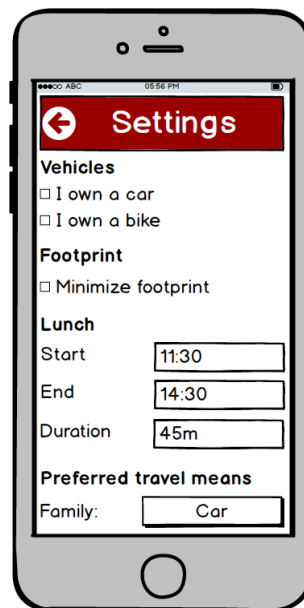 ABC 05:56 PM
Settings
Vehicles
I own a car
I own a bike
Footprint
Minimize footprint
Lunch
Start 11:30
End 14:30
Duration 45m
Preferred travel means
Family: Car